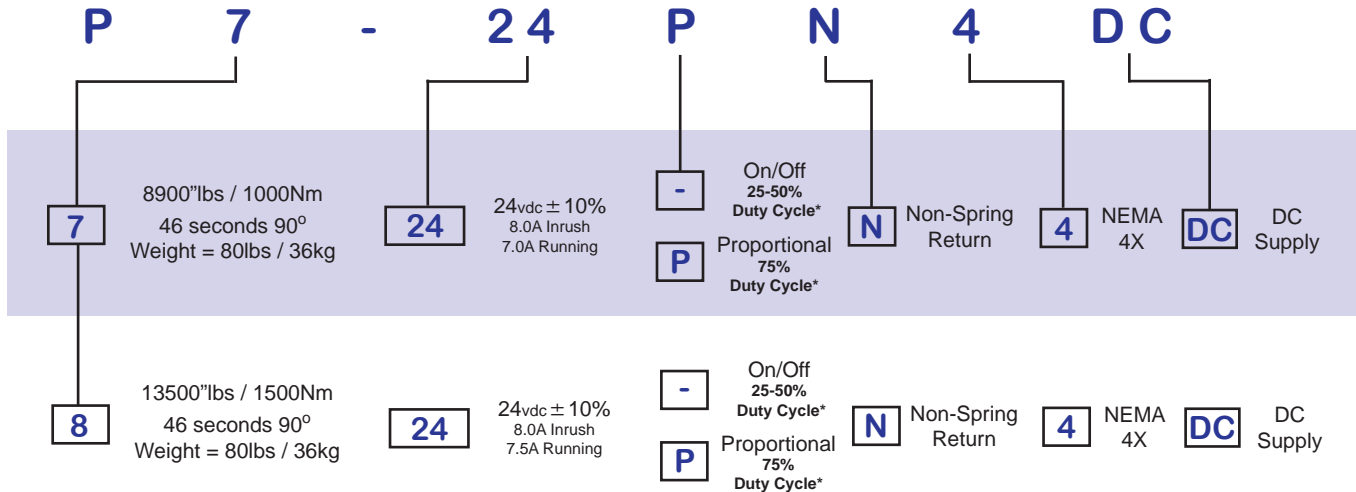 P 7 - 24 P N 4 DC
7
8900"lbs / 1000Nm
46 seconds 90o
Weight = 80lbs / 36kg
24
24vdc ± 10%
8.0A Inrush
7.0A Running
-
On/Off
25-50%
Duty Cycle*
P
Proportional
75%
Duty Cycle*
N
Non-Spring
Return
4
NEMA
4X
DC
DC
Supply
8
13500"lbs / 1500Nm
46 seconds 90o
Weight = 80lbs / 36kg
24
24vdc ± 10%
8.0A Inrush
7.5A Running
-
On/Off
25-50%
Duty Cycle*
P
Proportional
75%
Duty Cycle*
N
Non-Spring
Return
4
NEMA
4X
DC
DC
Supply